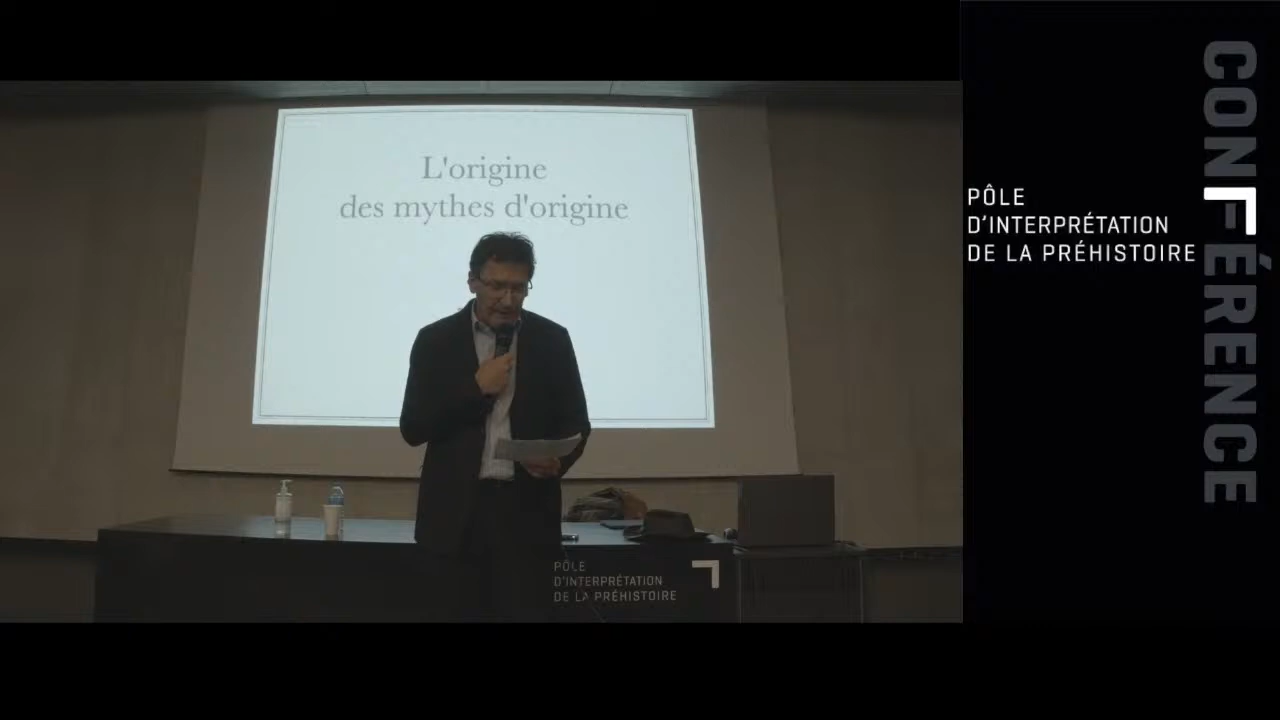 L'origine
des mythes d'origine
PÔLE
D'INTERPRÉTATION
DE LA PRÉHISTOIRE
PÔLE
D'INTERPRÉTATION
DE LA PRÉHISTOIRE
CONFÉRENCE